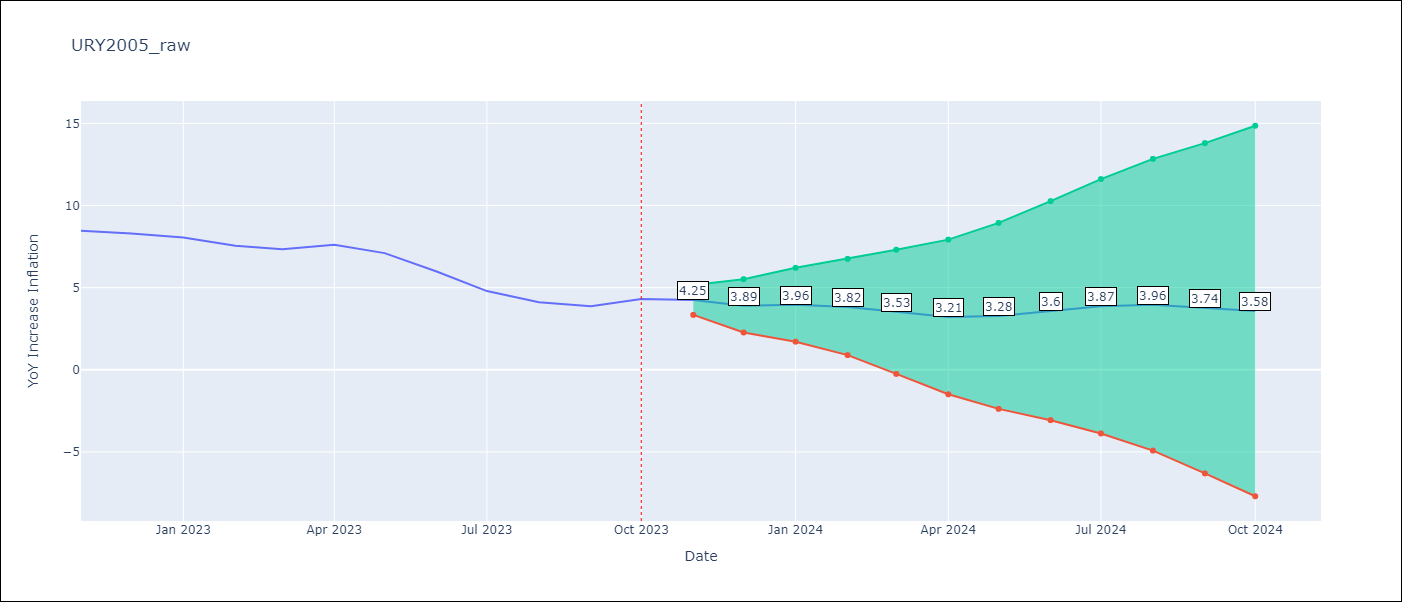 URY2005_raw
YoY Increase Inflation
15
10
5
0
−5
4.25
3.89
3.96
3.82
3.53
3.21
3.28
3.6
3.87
3.96
3.74
3.58
Jan 2023
Apr 2023
Jul 2023
Oct 2023
Jan 2024
Apr 2024
Jul 2024
Oct 2024
Date